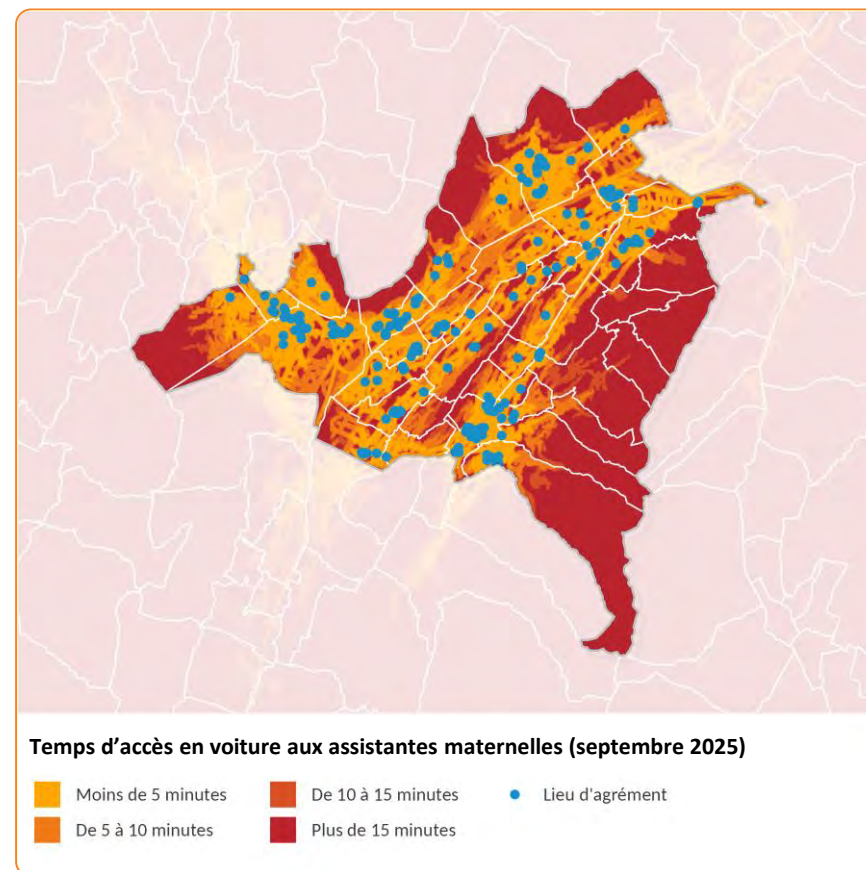 Temps d’accès en voiture aux assistantes maternelles (septembre 2025)
Moins de 5 minutes
De 10 à 15 minutes
Lieu d'agrément
De 5 à 10 minutes
Plus de 15 minutes